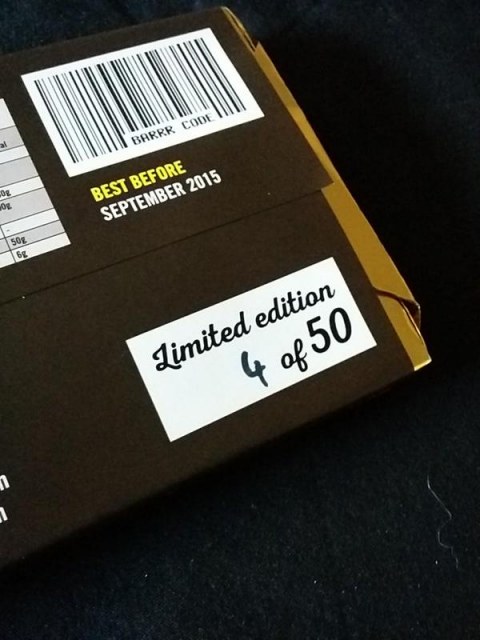 BARRR CODE
BEST BEFORE
SEPTEMBER 2015
50g
6g
Limited edition
4 of 50